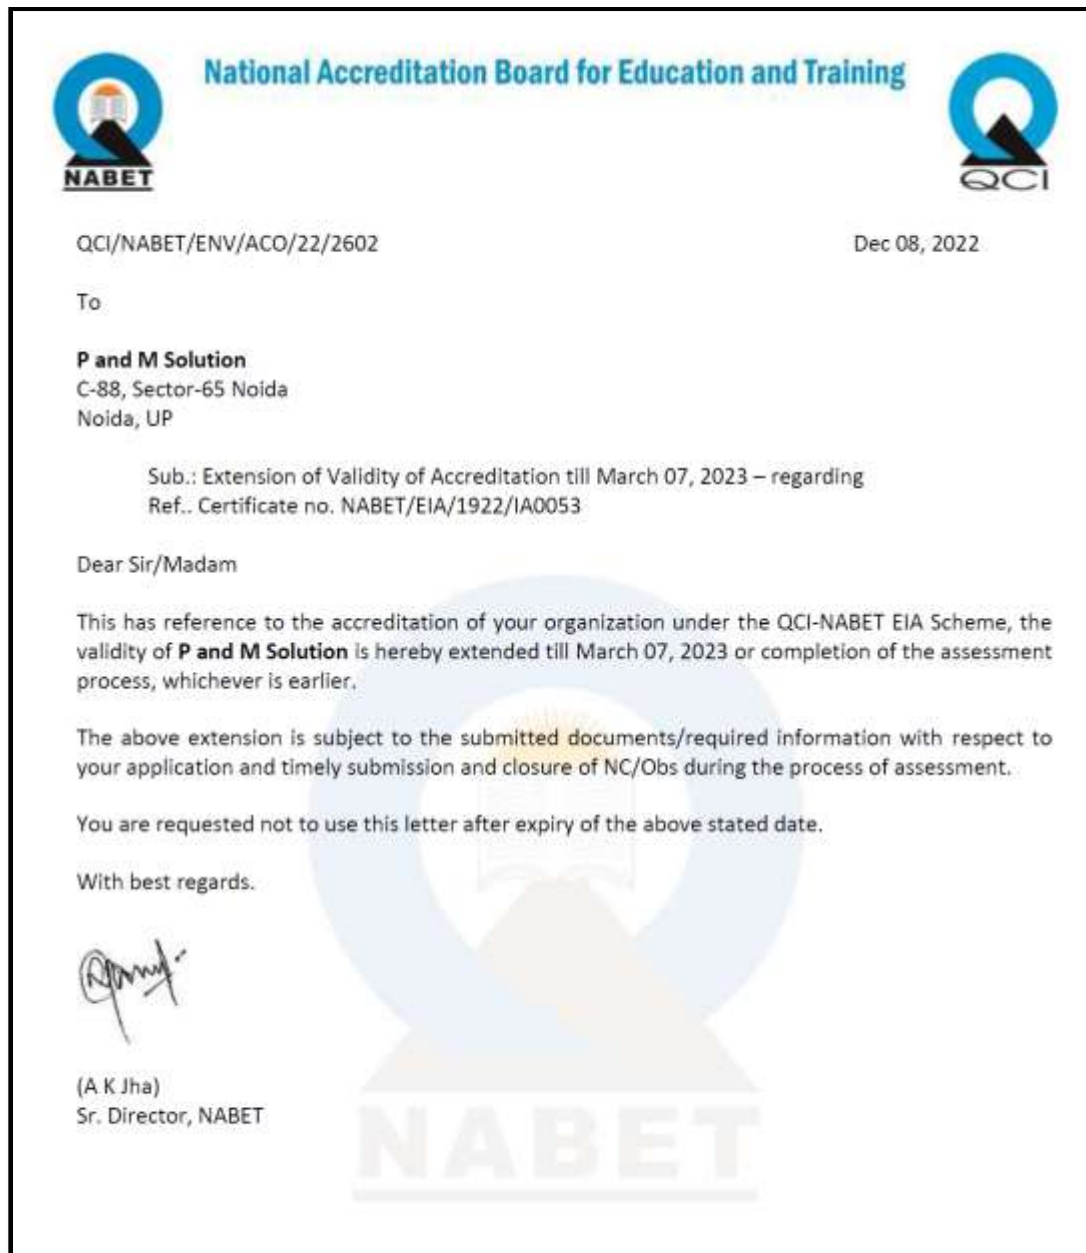 National Accreditation Board for Education and Training
NABET
QCI
QCI/NABET/ENV/ACO/22/2602 Dec 08, 2022
To
P and M Solution
C-88, Sector-65 Noida
Noida, UP
Sub.: Extension of Validity of Accreditation till March 07, 2023 – regarding
Ref.. Certificate no. NABET/EIA/1922/IA0053
Dear Sir/Madam
This has reference to the accreditation of your organization under the QCI-NABET EIA Scheme, the
validity of P and M Solution is hereby extended till March 07, 2023 or completion of the assessment
process, whichever is earlier.
The above extension is subject to the submitted documents/required information with respect to
your application and timely submission and closure of NC/Obs during the process of assessment.
You are requested not to use this letter after expiry of the above stated date.
With best regards.
(A K Jha)
Sr. Director, NABET
NABET